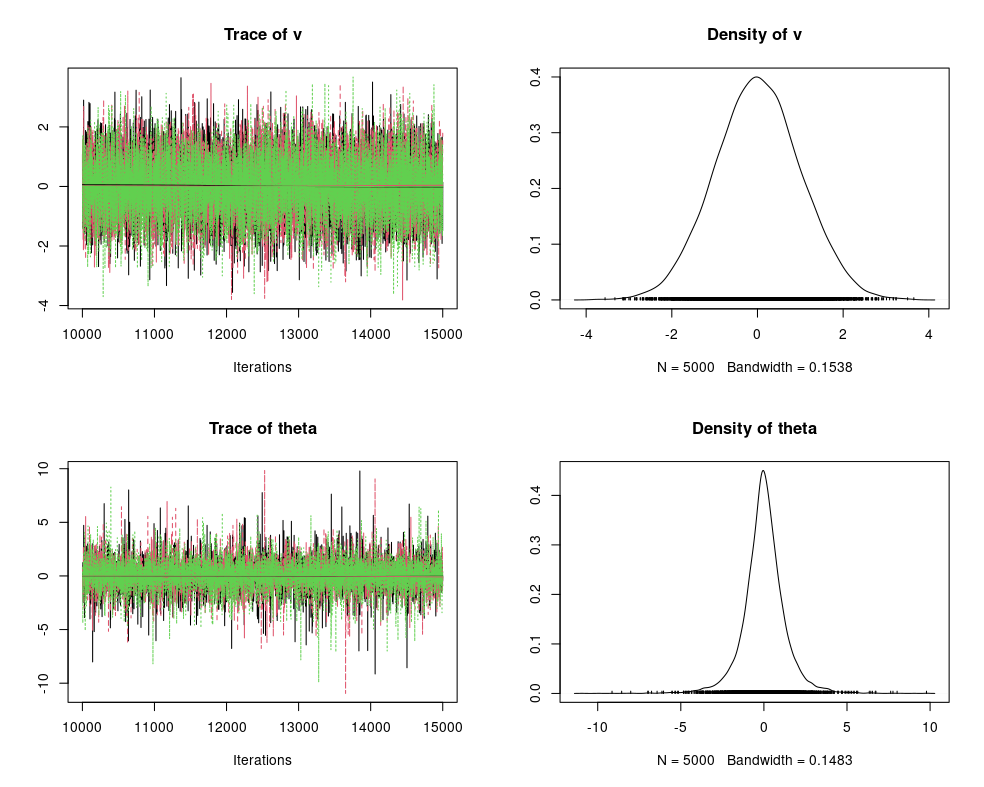 Trace of v
2
0
-2
-4
10000 11000 12000 13000 14000 15000
Iterations
Density of v
0.4
0.3
0.2
0.1
0.0
-4 -2 0 2 4
N = 5000 Bandwidth = 0.1538
Trace of theta
10
5
0
-5
-10
10000 11000 12000 13000 14000 15000
Iterations
Density of theta
0.4
0.3
0.2
0.1
0.0
-10 -5 0 5 10
N = 5000 Bandwidth = 0.1483